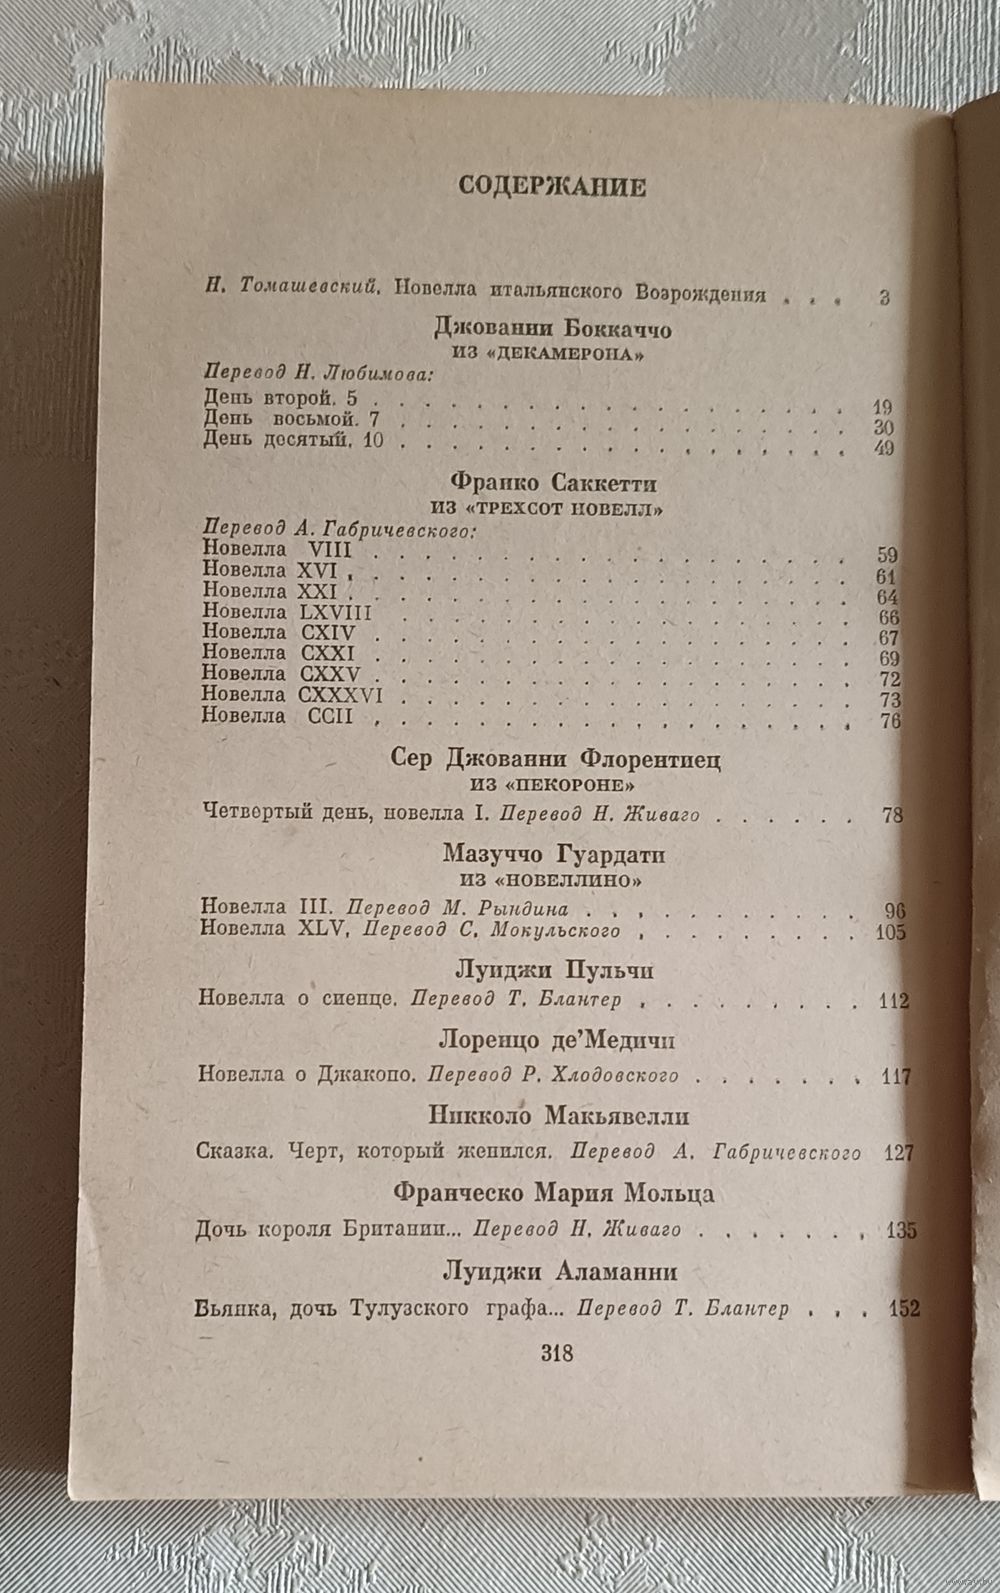 СОДЕРЖАНИЕ
Н. Томашевский. Новелла итальянского Возрождения . . . 3
Джованни Боккаччо
ИЗ «ДЕКАМЕРОНА»
Перевод Н. Любимова:
День второй. 5 . . . . . . . . . . . . . . . . . . . 19
День восьмой. 7 . . . . . . . . . . . . . . . . . . 30
День десятый. 10 . . . . . . . . . . . . . . . . . . 49
Франко Саккетти
ИЗ «ТРЕХСОТ НОВЕЛЛ»
Перевод А. Габричевского:
Новелла VIII . . . . . . . . . . . . . . . . . . . 59
Новелла XVI . . . . . . . . . . . . . . . . . . . . 61
Новелла XXI . . . . . . . . . . . . . . . . . . . . 64
Новелла LXVIII . . . . . . . . . . . . . . . . . . 66
Новелла CXIV . . . . . . . . . . . . . . . . . . . 67
Новелла CXXI . . . . . . . . . . . . . . . . . . . 69
Новелла CXXV . . . . . . . . . . . . . . . . . . . 72
Новелла CXXXVI . . . . . . . . . . . . . . . . . . 73
Новелла CCII . . . . . . . . . . . . . . . . . . . 76
Сер Джованни Флорентиец
ИЗ «ПЕКОРОНЕ»
Четвертый день, новелла I. Перевод Н. Живаго . . . . . . 78
Мазуччо Гуардати
ИЗ «НОВЕЛЛИНО»
Новелла III. Перевод М. Рындина . . . . . . . . . . . 96
Новелла XLV. Перевод С. Мокульского . . . . . . . . . 105
Луиджи Пульчи
Новелла о сиенце. Перевод Т. Блантер . . . . . . . . . 112
Лоренцо де’Медичи
Новелла о Джакопо. Перевод Р. Хлодовского . . . . . . . 117
Никколо Макьявелли
Сказка. Черт, который женился. Перевод А. Габричевского 127
Франческо Мария Мольца
Дочь короля Британии... Перевод Н. Живаго . . . . . . . 135
Луиджи Аламанни
Бьянка, дочь Тулузского графа... Перевод Т. Блантер . . . 152
318